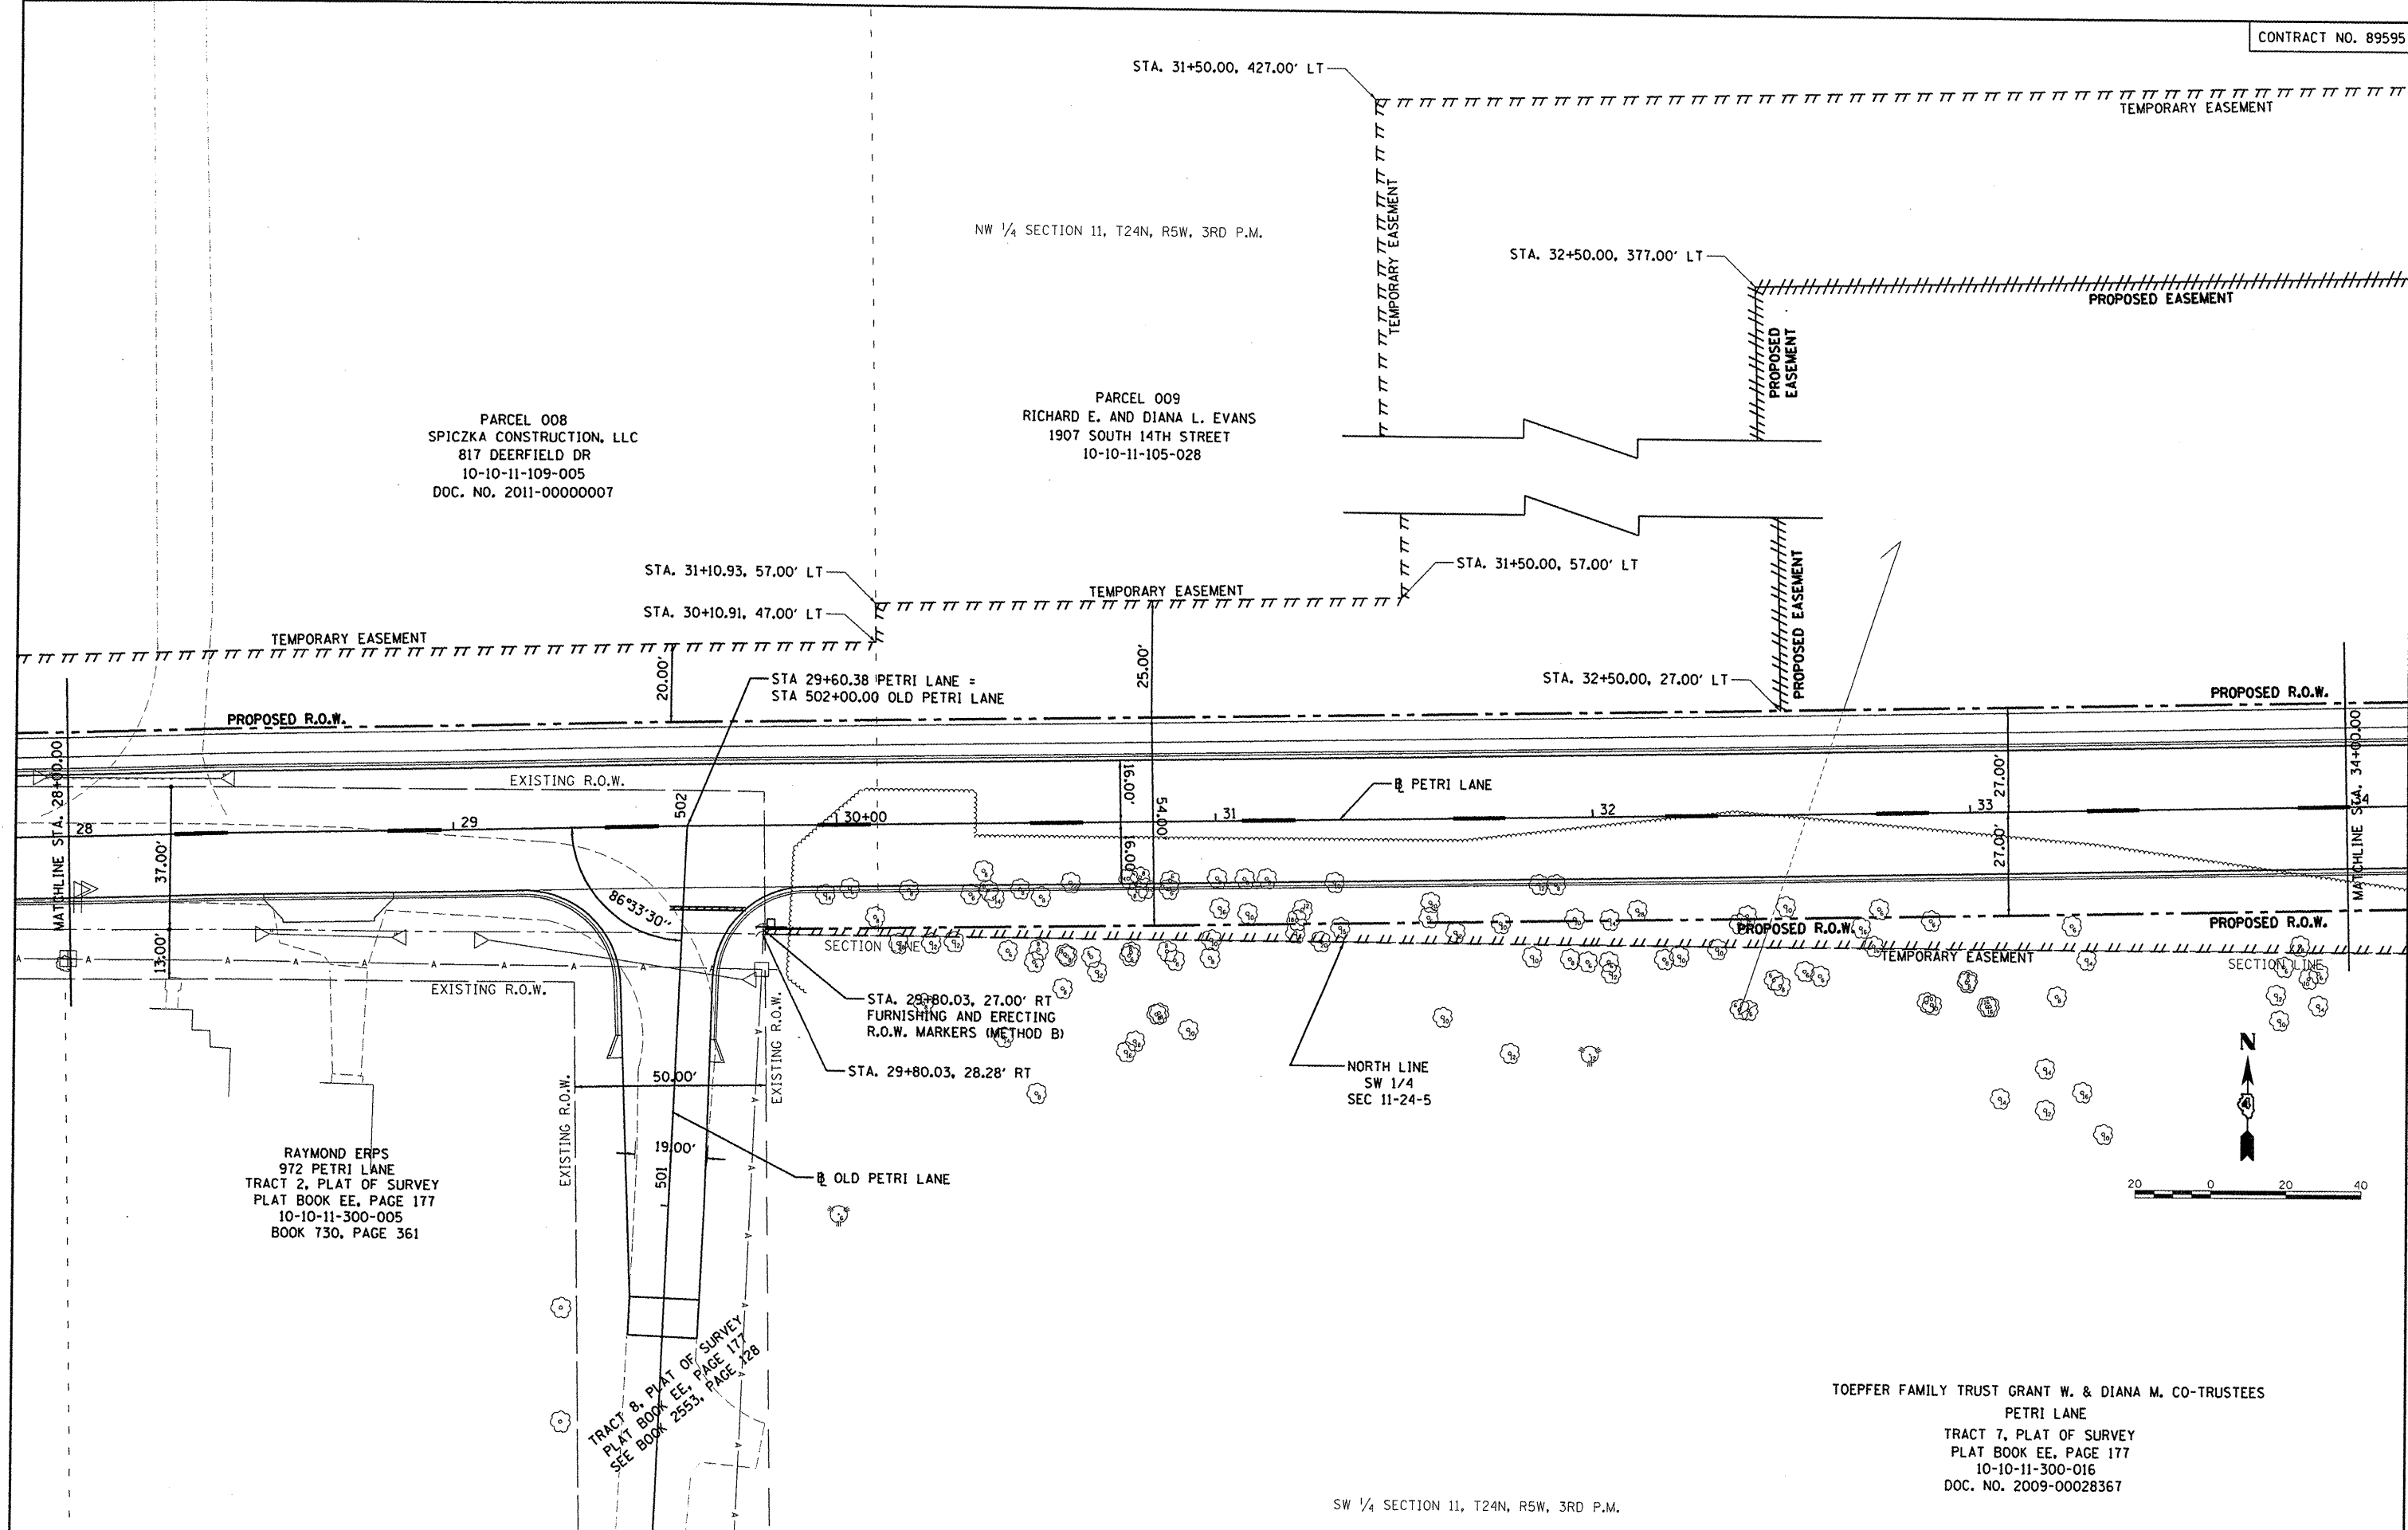 CONTRACT NO. 89595
STA. 31+50.00, 427.00' LT
TEMPORARY EASEMENT
TEMPORARY EASEMENT
NW 1/4 SECTION 11, T24N, R5W, 3RD P.M.
STA. 32+50.00, 377.00' LT
PROPOSED EASEMENT
PROPOSED
EASEMENT
PARCEL 008
SPICZKA CONSTRUCTION, LLC
817 DEERFIELD DR
10-10-11-109-005
DOC. NO. 2011-00000007
PARCEL 009
RICHARD E. AND DIANA L. EVANS
1907 SOUTH 14TH STREET
10-10-11-105-028
STA. 31+10.93, 57.00' LT
STA. 30+10.91, 47.00' LT
TEMPORARY EASEMENT
STA. 31+50.00, 57.00' LT
PROPOSED EASEMENT
TEMPORARY EASEMENT
20.00'
25.00'
STA 29+60.38 PETRI LANE =
STA 502+00.00 OLD PETRI LANE
STA. 32+50.00, 27.00' LT
PROPOSED R.O.W.
PROPOSED R.O.W.
MATCHLINE STA. 28+00.00
MATCHLINE STA. 34+00.00
EXISTING R.O.W.
℄ PETRI LANE
28
29
502
30+00
31
32
33
34
16.00'
16.00'
54.00'
27.00'
27.00'
37.00'
13.00'
86°33'30"
SECTION LINE
PROPOSED R.O.W.
PROPOSED R.O.W.
TEMPORARY EASEMENT
SECTION LINE
EXISTING R.O.W.
EXISTING R.O.W.
EXISTING R.O.W.
STA. 29+80.03, 27.00' RT
FURNISHING AND ERECTING
R.O.W. MARKERS (METHOD B)
STA. 29+80.03, 28.28' RT
NORTH LINE
SW 1/4
SEC 11-24-5
50.00'
19.00'
501
℄ OLD PETRI LANE
N
20 0 20 40
RAYMOND ERPS
972 PETRI LANE
TRACT 2, PLAT OF SURVEY
PLAT BOOK EE, PAGE 177
10-10-11-300-005
BOOK 730, PAGE 361
TRACT 8, PLAT OF SURVEY
PLAT BOOK EE, PAGE 177
SEE BOOK 2553, PAGE 128
TOEPFER FAMILY TRUST GRANT W. & DIANA M. CO-TRUSTEES
PETRI LANE
TRACT 7, PLAT OF SURVEY
PLAT BOOK EE, PAGE 177
10-10-11-300-016
DOC. NO. 2009-00028367
SW 1/4 SECTION 11, T24N, R5W, 3RD P.M.